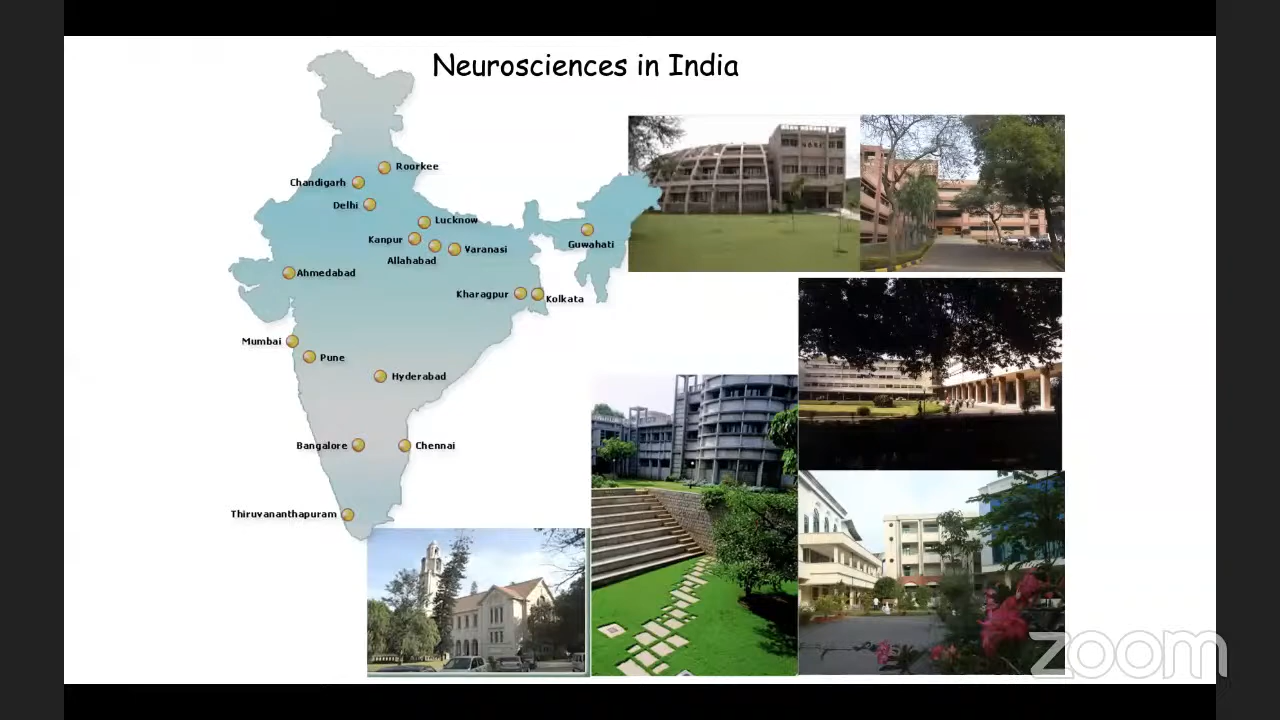 Neurosciences in India
Roorkee
Chandigarh
Delhi
Lucknow
Kanpur
Varanasi
Allahabad
Guwahati
Ahmedabad
Kharagpur
Kolkata
Mumbai
Pune
Hyderabad
Bangalore
Chennai
Thiruvananthapuram
zoom